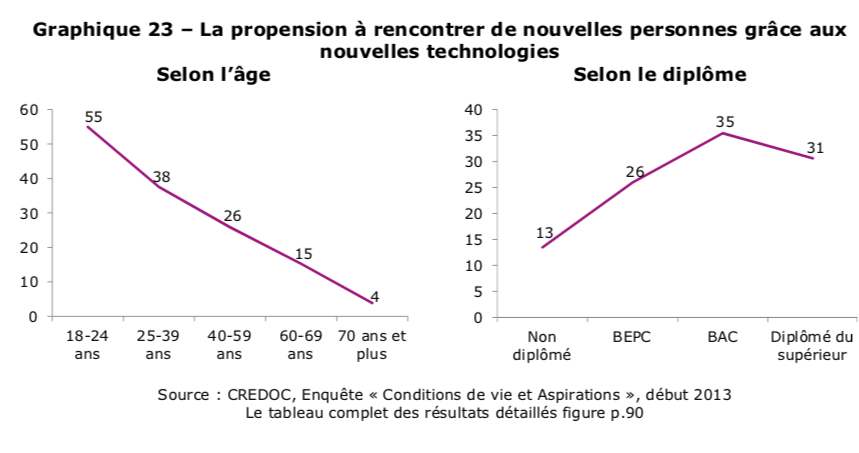 Graphique 23 – La propension à rencontrer de nouvelles personnes grâce aux
nouvelles technologies
Selon l’âge
60
50
40
30
20
10
0
55
38
26
15
4
18-24
ans
25-39
ans
40-59
ans
60-69
ans
70 ans et
plus
Selon le diplôme
40
35
30
25
20
15
10
5
0
13
26
35
31
Non
diplômé
BEPC
BAC
Diplômé du
supérieur
Source : CREDOC, Enquête « Conditions de vie et Aspirations », début 2013
Le tableau complet des résultats détaillés figure p.90